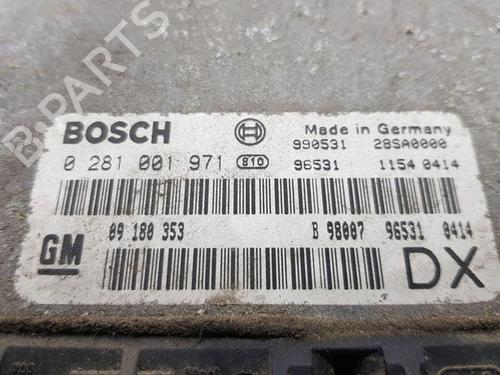 BOSCH
Made in Germany
990531 28SA0000
0 281 001 971 810 96531 1154 0414
09 180 353 B 98007 96531 0414
GM
DX
B-PARTS